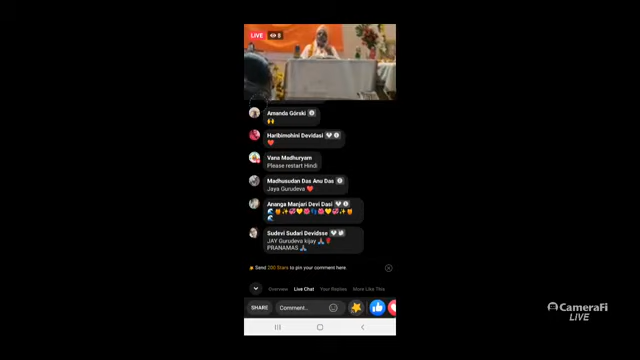 LIVE 8
Amanda Górski
Haribimohini Devidasi
Vana Madhuryam
Please restart Hindi
Madhusudan Das Anu Das
Jaya Gurudeva
Ananga Manjari Devi Dasi
Sudevi Sudari Devidsse
JAY Gurudeva kijay
PRANAMAS
Send 200 Stars to pin your comment here.
Overview Live Chat Your Replies More Like This
SHARE Comment...
CameraFi
LIVE